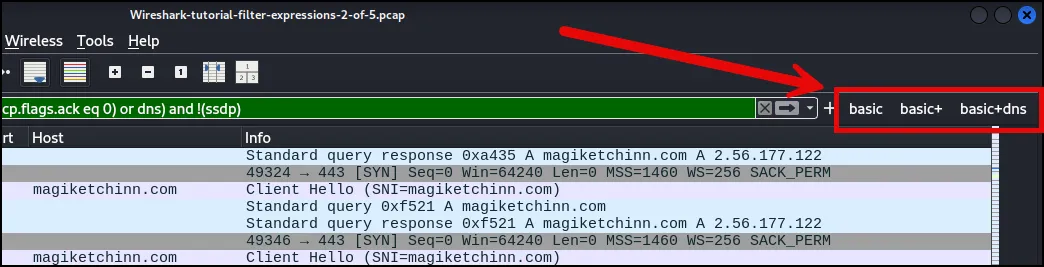 Wireshark-tutorial-filter-expressions-2-of-5.pcap
Wireless Tools Help
1
1 2 3
cp.flags.ack eq 0) or dns) and !(ssdp) + basic basic+ basic+dns
rt Host Info
Standard query response 0xa435 A magiketchinn.com A 2.56.177.122
49324 → 443 [SYN] Seq=0 Win=64240 Len=0 MSS=1460 WS=256 SACK_PERM
magiketchinn.com Client Hello (SNI=magiketchinn.com)
Standard query 0xf521 A magiketchinn.com
Standard query response 0xf521 A magiketchinn.com A 2.56.177.122
49346 → 443 [SYN] Seq=0 Win=64240 Len=0 MSS=1460 WS=256 SACK_PERM
magiketchinn.com Client Hello (SNI=magiketchinn.com)